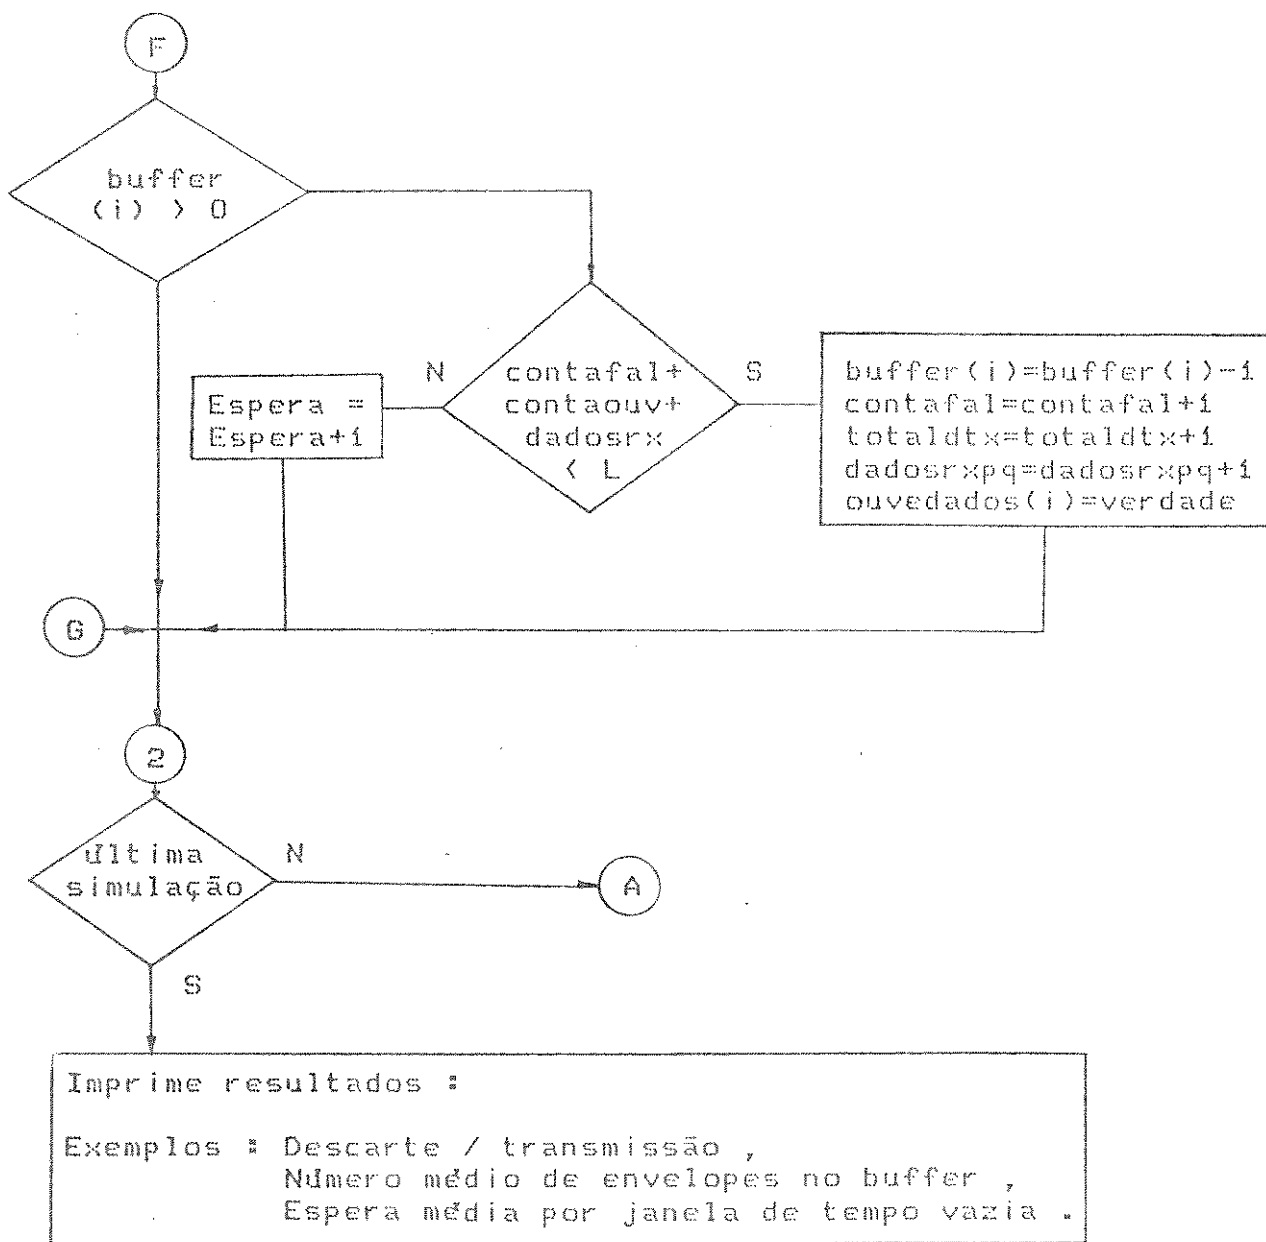 F
buffer
(i) > 0
N
contafal+
contaouv+
dadosrx
< L
S
Espera =
Espera+1
buffer(i)=buffer(i)-1
contafal=contafal+1
totaldtx=totaldtx+1
dadosrxpq=dadosrxpq+1
ouvedados(i)=verdade
G
2
última
simulação
N
A
S
Imprime resultados :
Exemplos : Descarte / transmissão ,
Número médio de envelopes no buffer ,
Espera média por janela de tempo vazia .